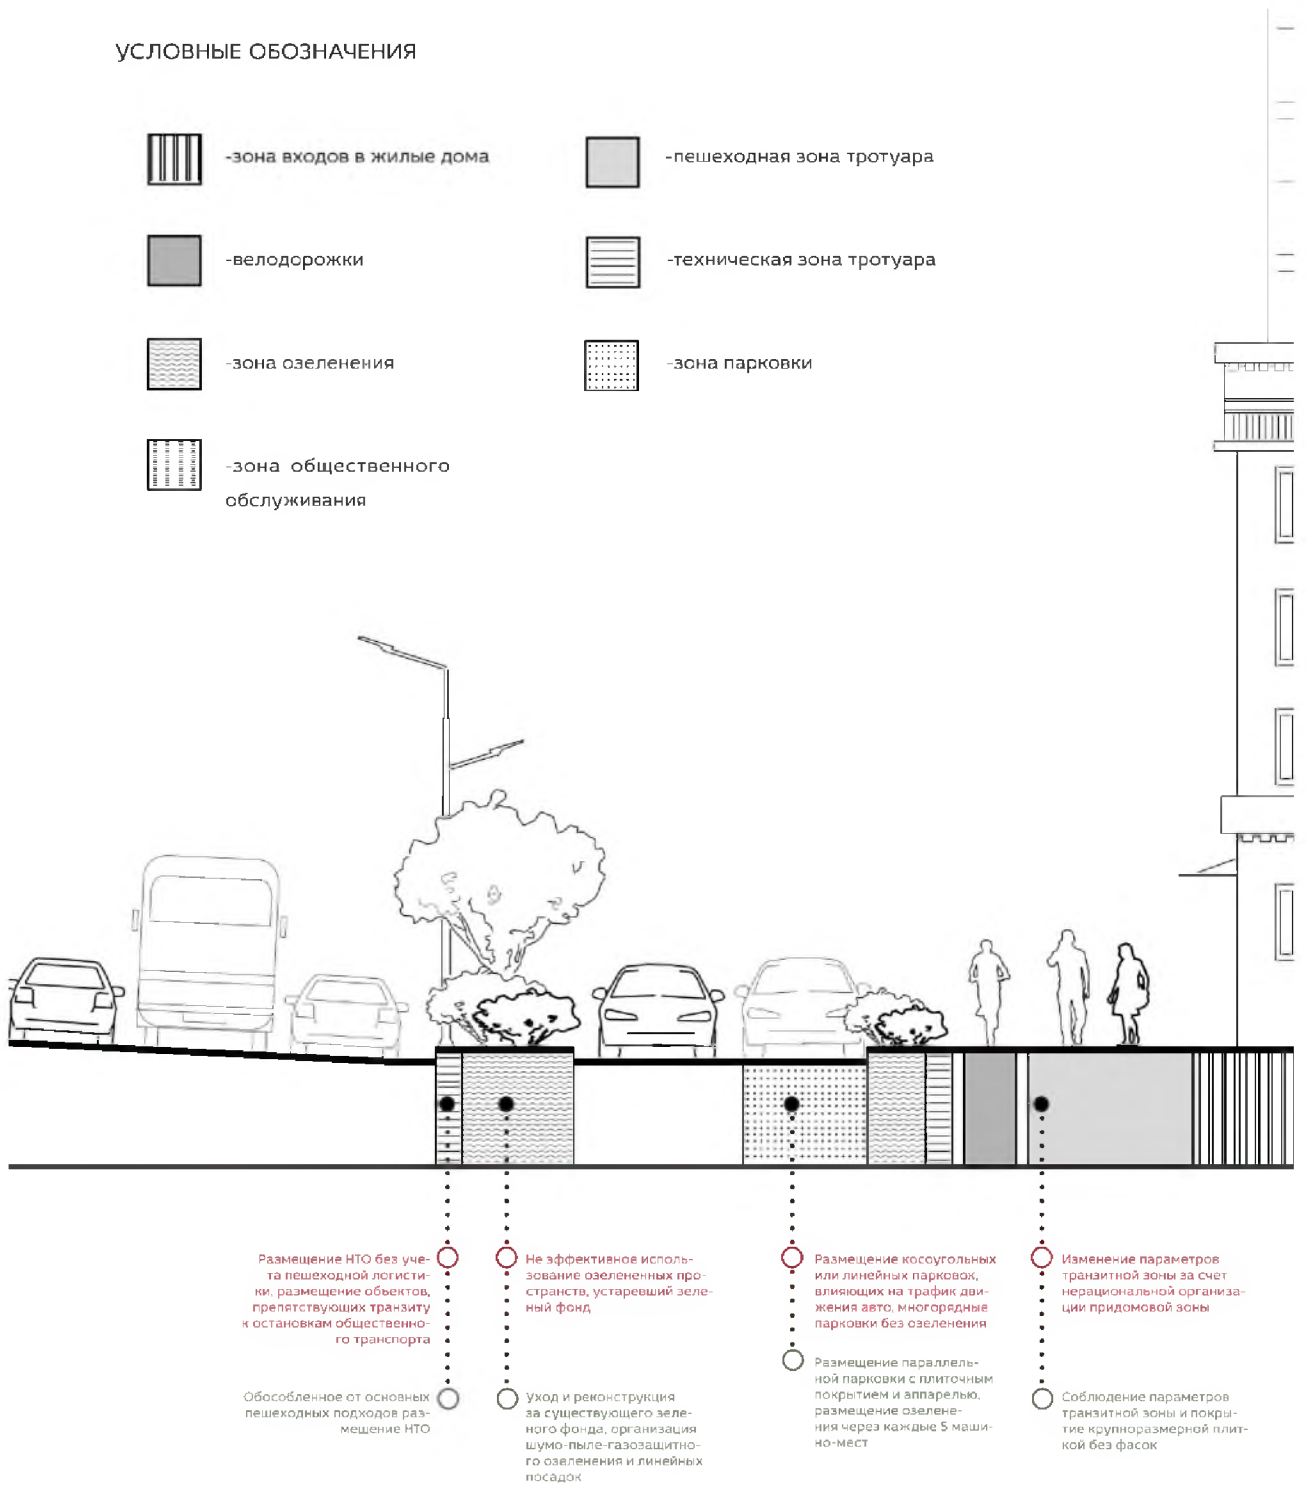 УСЛОВНЫЕ ОБОЗНАЧЕНИЯ
-зона входов в жилые дома
-пешеходная зона тротуара
-велодорожки
-техническая зона тротуара
-зона озеленения
-зона парковки
-зона общественного
обслуживания
Размещение НТО без уче-
та пешеходной логисти-
ки, размещение объектов,
препятствующих транзиту
к остановкам общественно-
го транспорта
Не эффективное исполь-
зование озелененных про-
странств, устаревший зеле-
ный фонд
Размещение косоугольных
или линейных парковок,
влияющих на трафик дви-
жения авто, многорядные
парковки без озеленения
Изменение параметров
транзитной зоны за счет
нерациональной организа-
ции придомовой зоны
Обособленное от основных
пешеходных подходов раз-
мещение НТО
Уход и реконструкция
за существующего зеле-
ного фонда, организация
шумо-пыле-газозащитно-
го озеленения и линейных
посадок
Размещение параллель-
ной парковки с плиточным
покрытием и аппарелью,
размещение озелене-
ния через каждые 5 маши-
но-мест
Соблюдение параметров
транзитной зоны и покры-
тие крупноразмерной плит-
кой без фасок